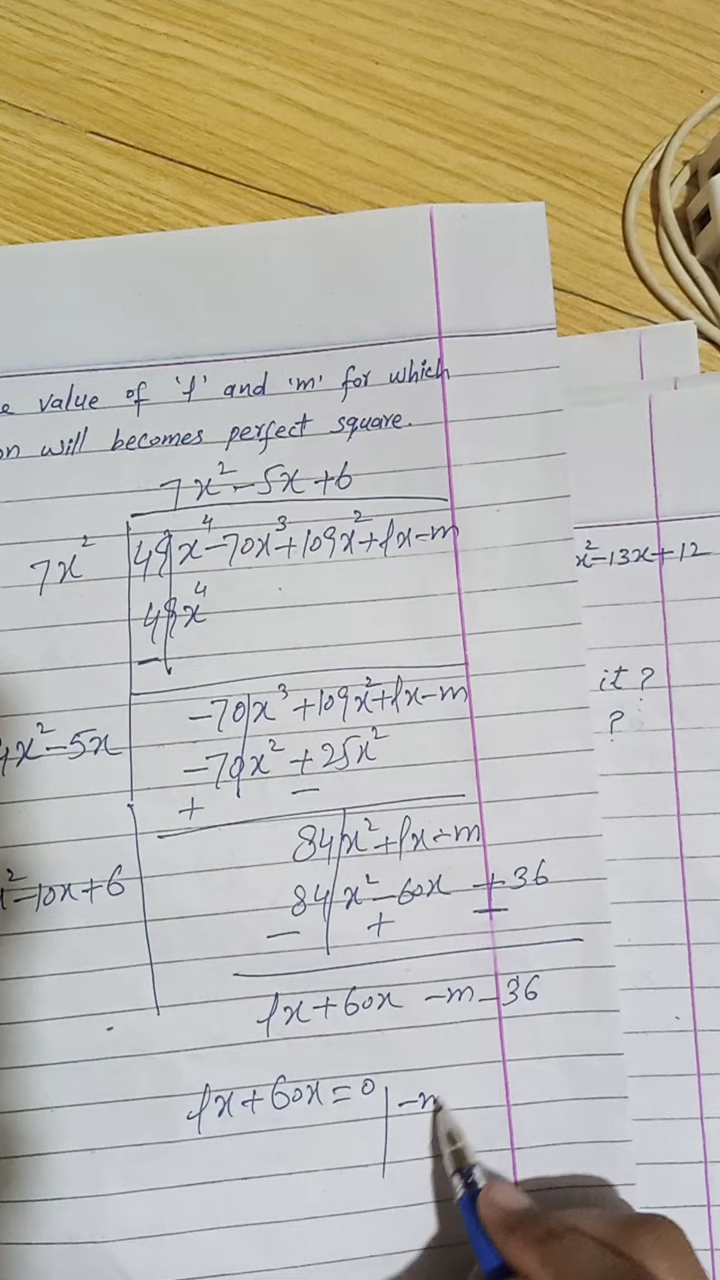 e value of 'l' and 'm' for which
on will becomes perfect square.
7x² - 5x + 6
7x² 49x⁴ - 70x³ + 109x² + lx - m
49x⁴
-
-70x³ + 109x² + lx - m
4x² - 5x -70x² + 25x²
+ -
84x² + lx - m
x² - 10x + 6 84x² - 60x + 36
- + -
lx + 60x - m - 36
lx + 60x = 0 | -m
x² - 13x + 12
it?
?